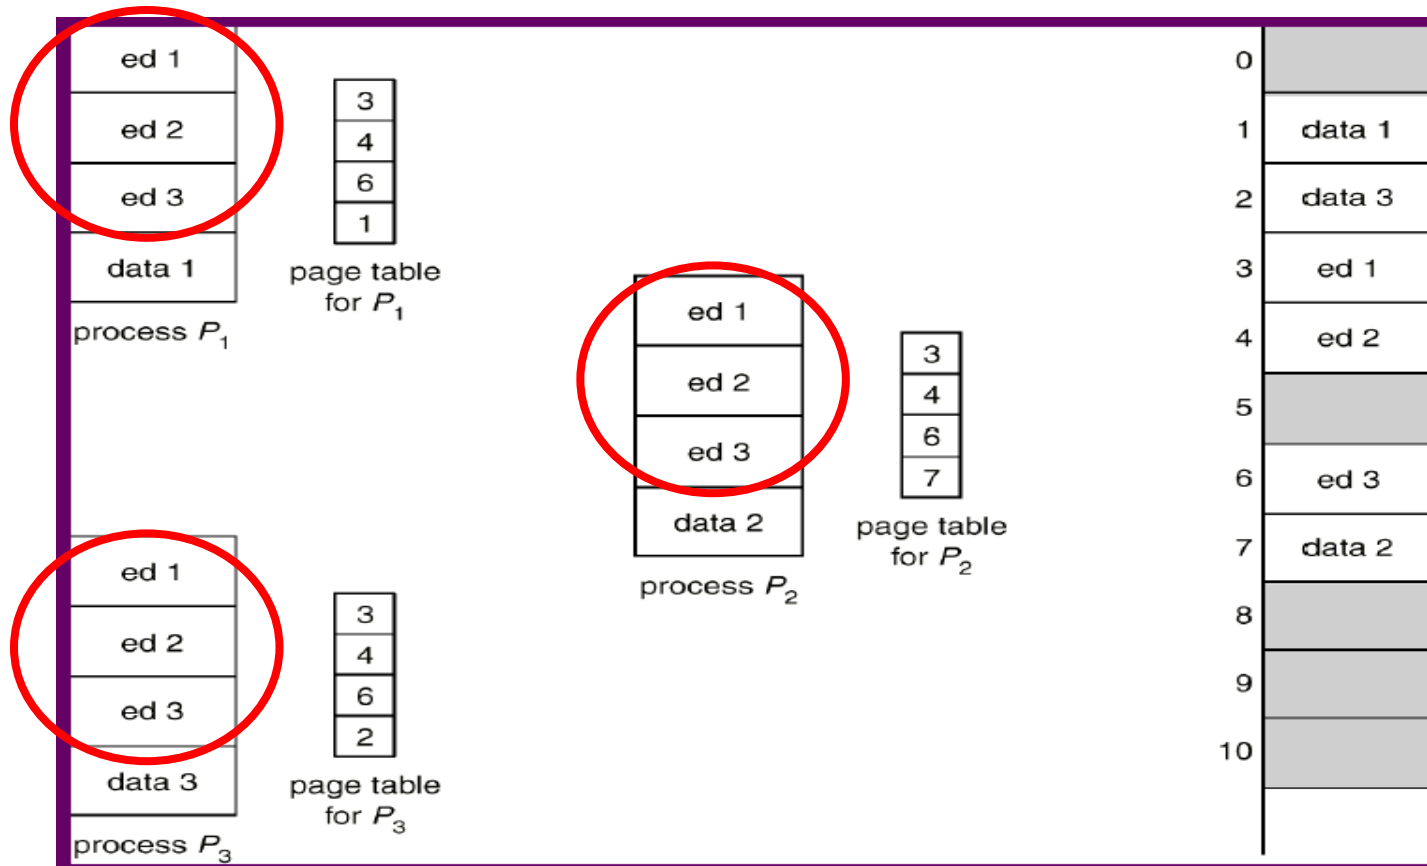 ed 1
ed 2
ed 3
data 1
process P1
3
4
6
1
page table
for P1
ed 1
ed 2
ed 3
data 2
process P2
3
4
6
7
page table
for P2
ed 1
ed 2
ed 3
data 3
process P3
3
4
6
2
page table
for P3
0
1 data 1
2 data 3
3 ed 1
4 ed 2
5
6 ed 3
7 data 2
8
9
10